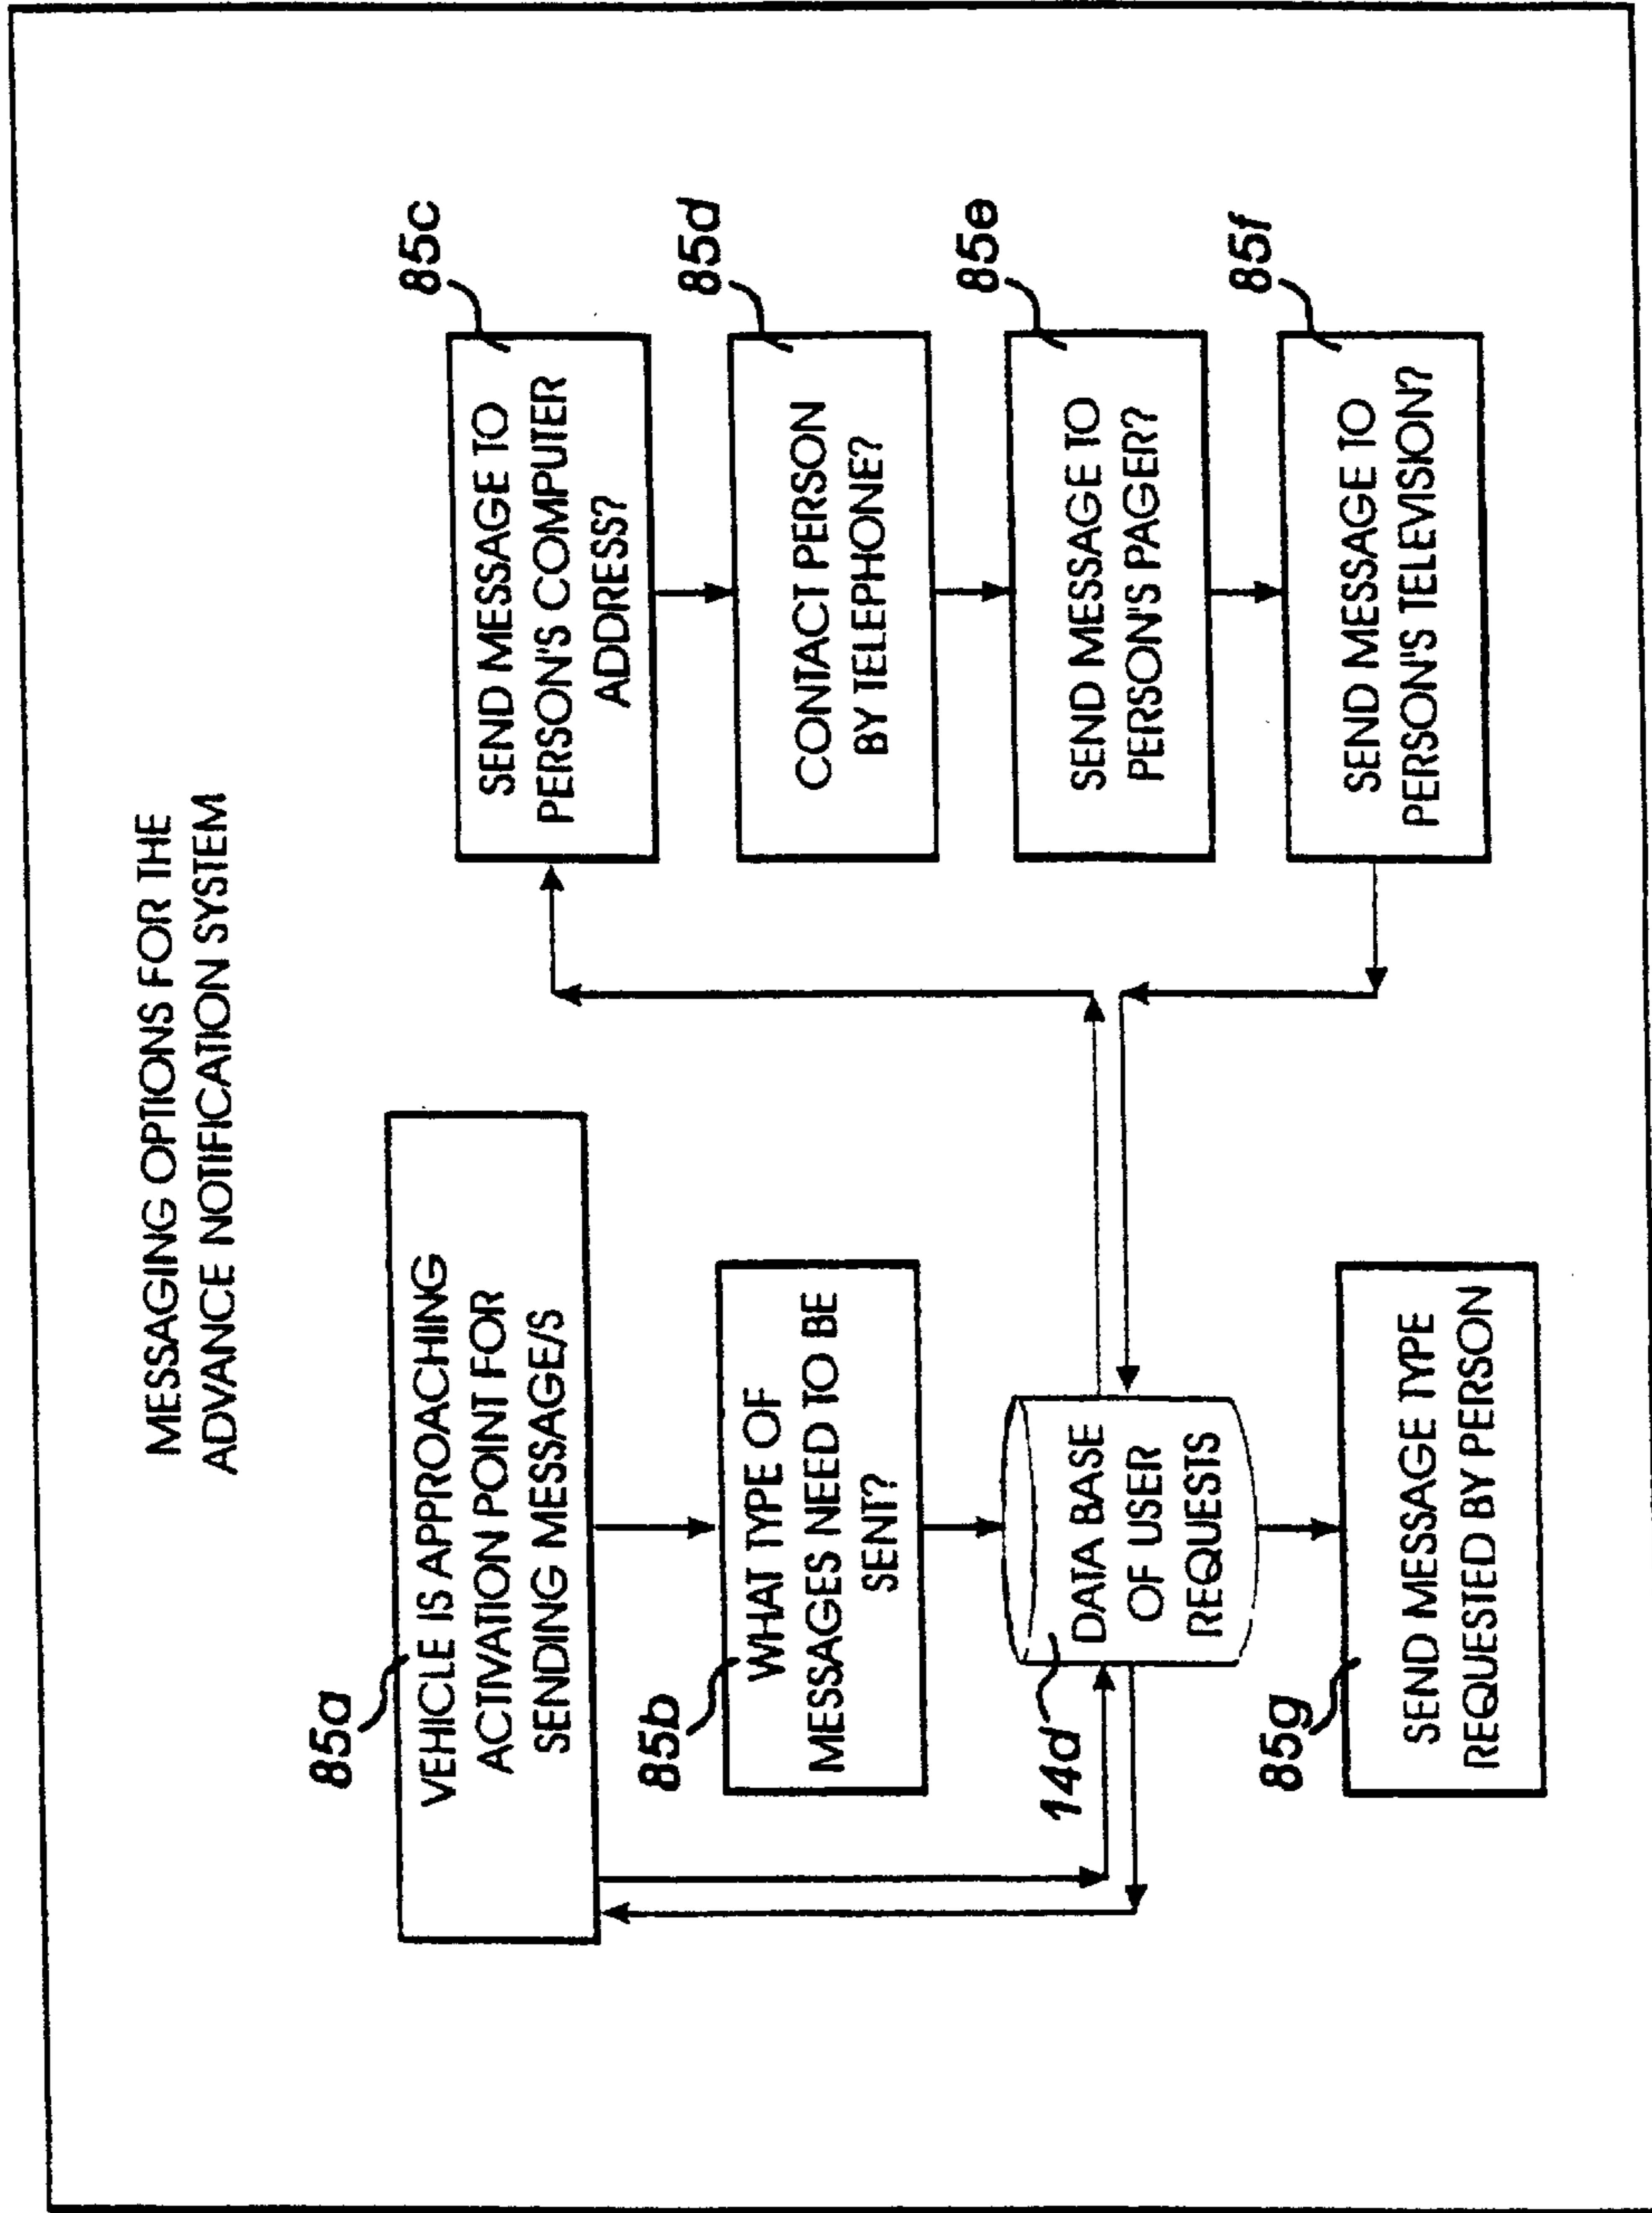 MESSAGING OPTIONS FOR THE
ADVANCE NOTIFICATION SYSTEM
85a
VEHICLE IS APPROACHING
ACTIVATION POINT FOR
SENDING MESSAGE/S
85b
WHAT TYPE OF
MESSAGES NEED TO BE
SENT?
14d
DATA BASE
OF USER
REQUESTS
85g
SEND MESSAGE TYPE
REQUESTED BY PERSON
85c
SEND MESSAGE TO
PERSON'S COMPUTER
ADDRESS?
85d
CONTACT PERSON
BY TELEPHONE?
85e
SEND MESSAGE TO
PERSON'S PAGER?
85f
SEND MESSAGE TO
PERSON'S TELEVISION?